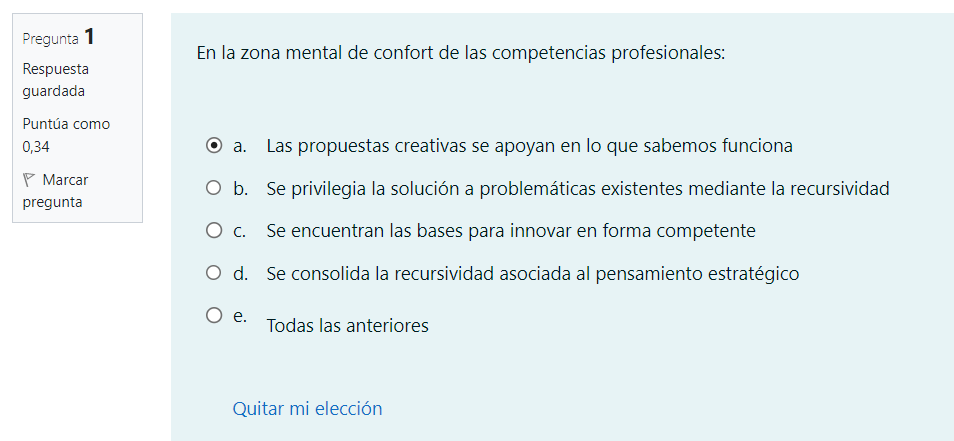 Pregunta 1
Respuesta
guardada
Puntúa como
0,34
Marcar
pregunta
En la zona mental de confort de las competencias profesionales:
a. Las propuestas creativas se apoyan en lo que sabemos funciona
b. Se privilegia la solución a problemáticas existentes mediante la recursividad
c. Se encuentran las bases para innovar en forma competente
d. Se consolida la recursividad asociada al pensamiento estratégico
e. Todas las anteriores
Quitar mi elección